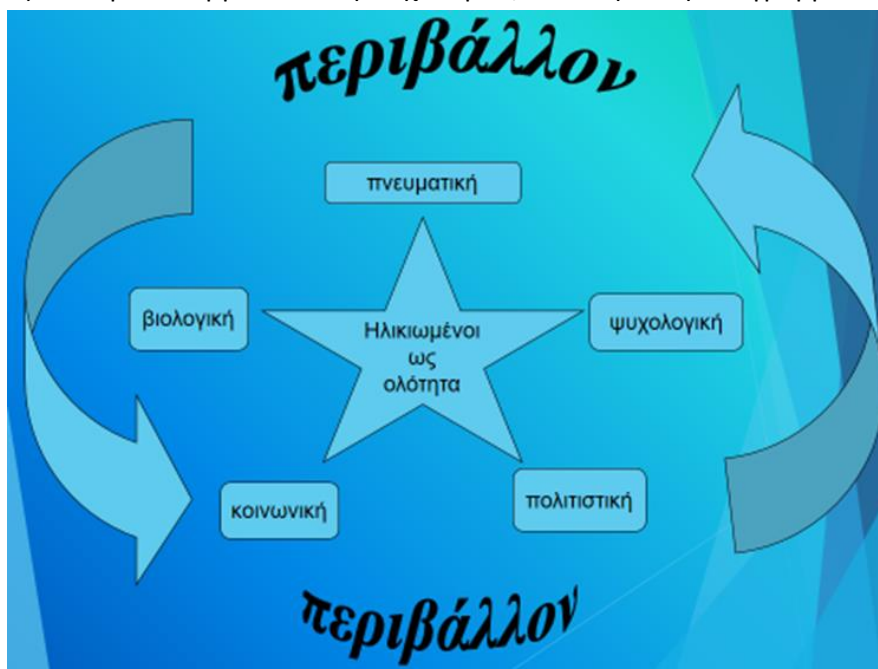 περιβάλλον
πνευματική
βιολογική
Ηλικιωμένοι
ως
ολότητα
ψυχολογική
κοινωνική
πολιτιστική
περιβάλλον